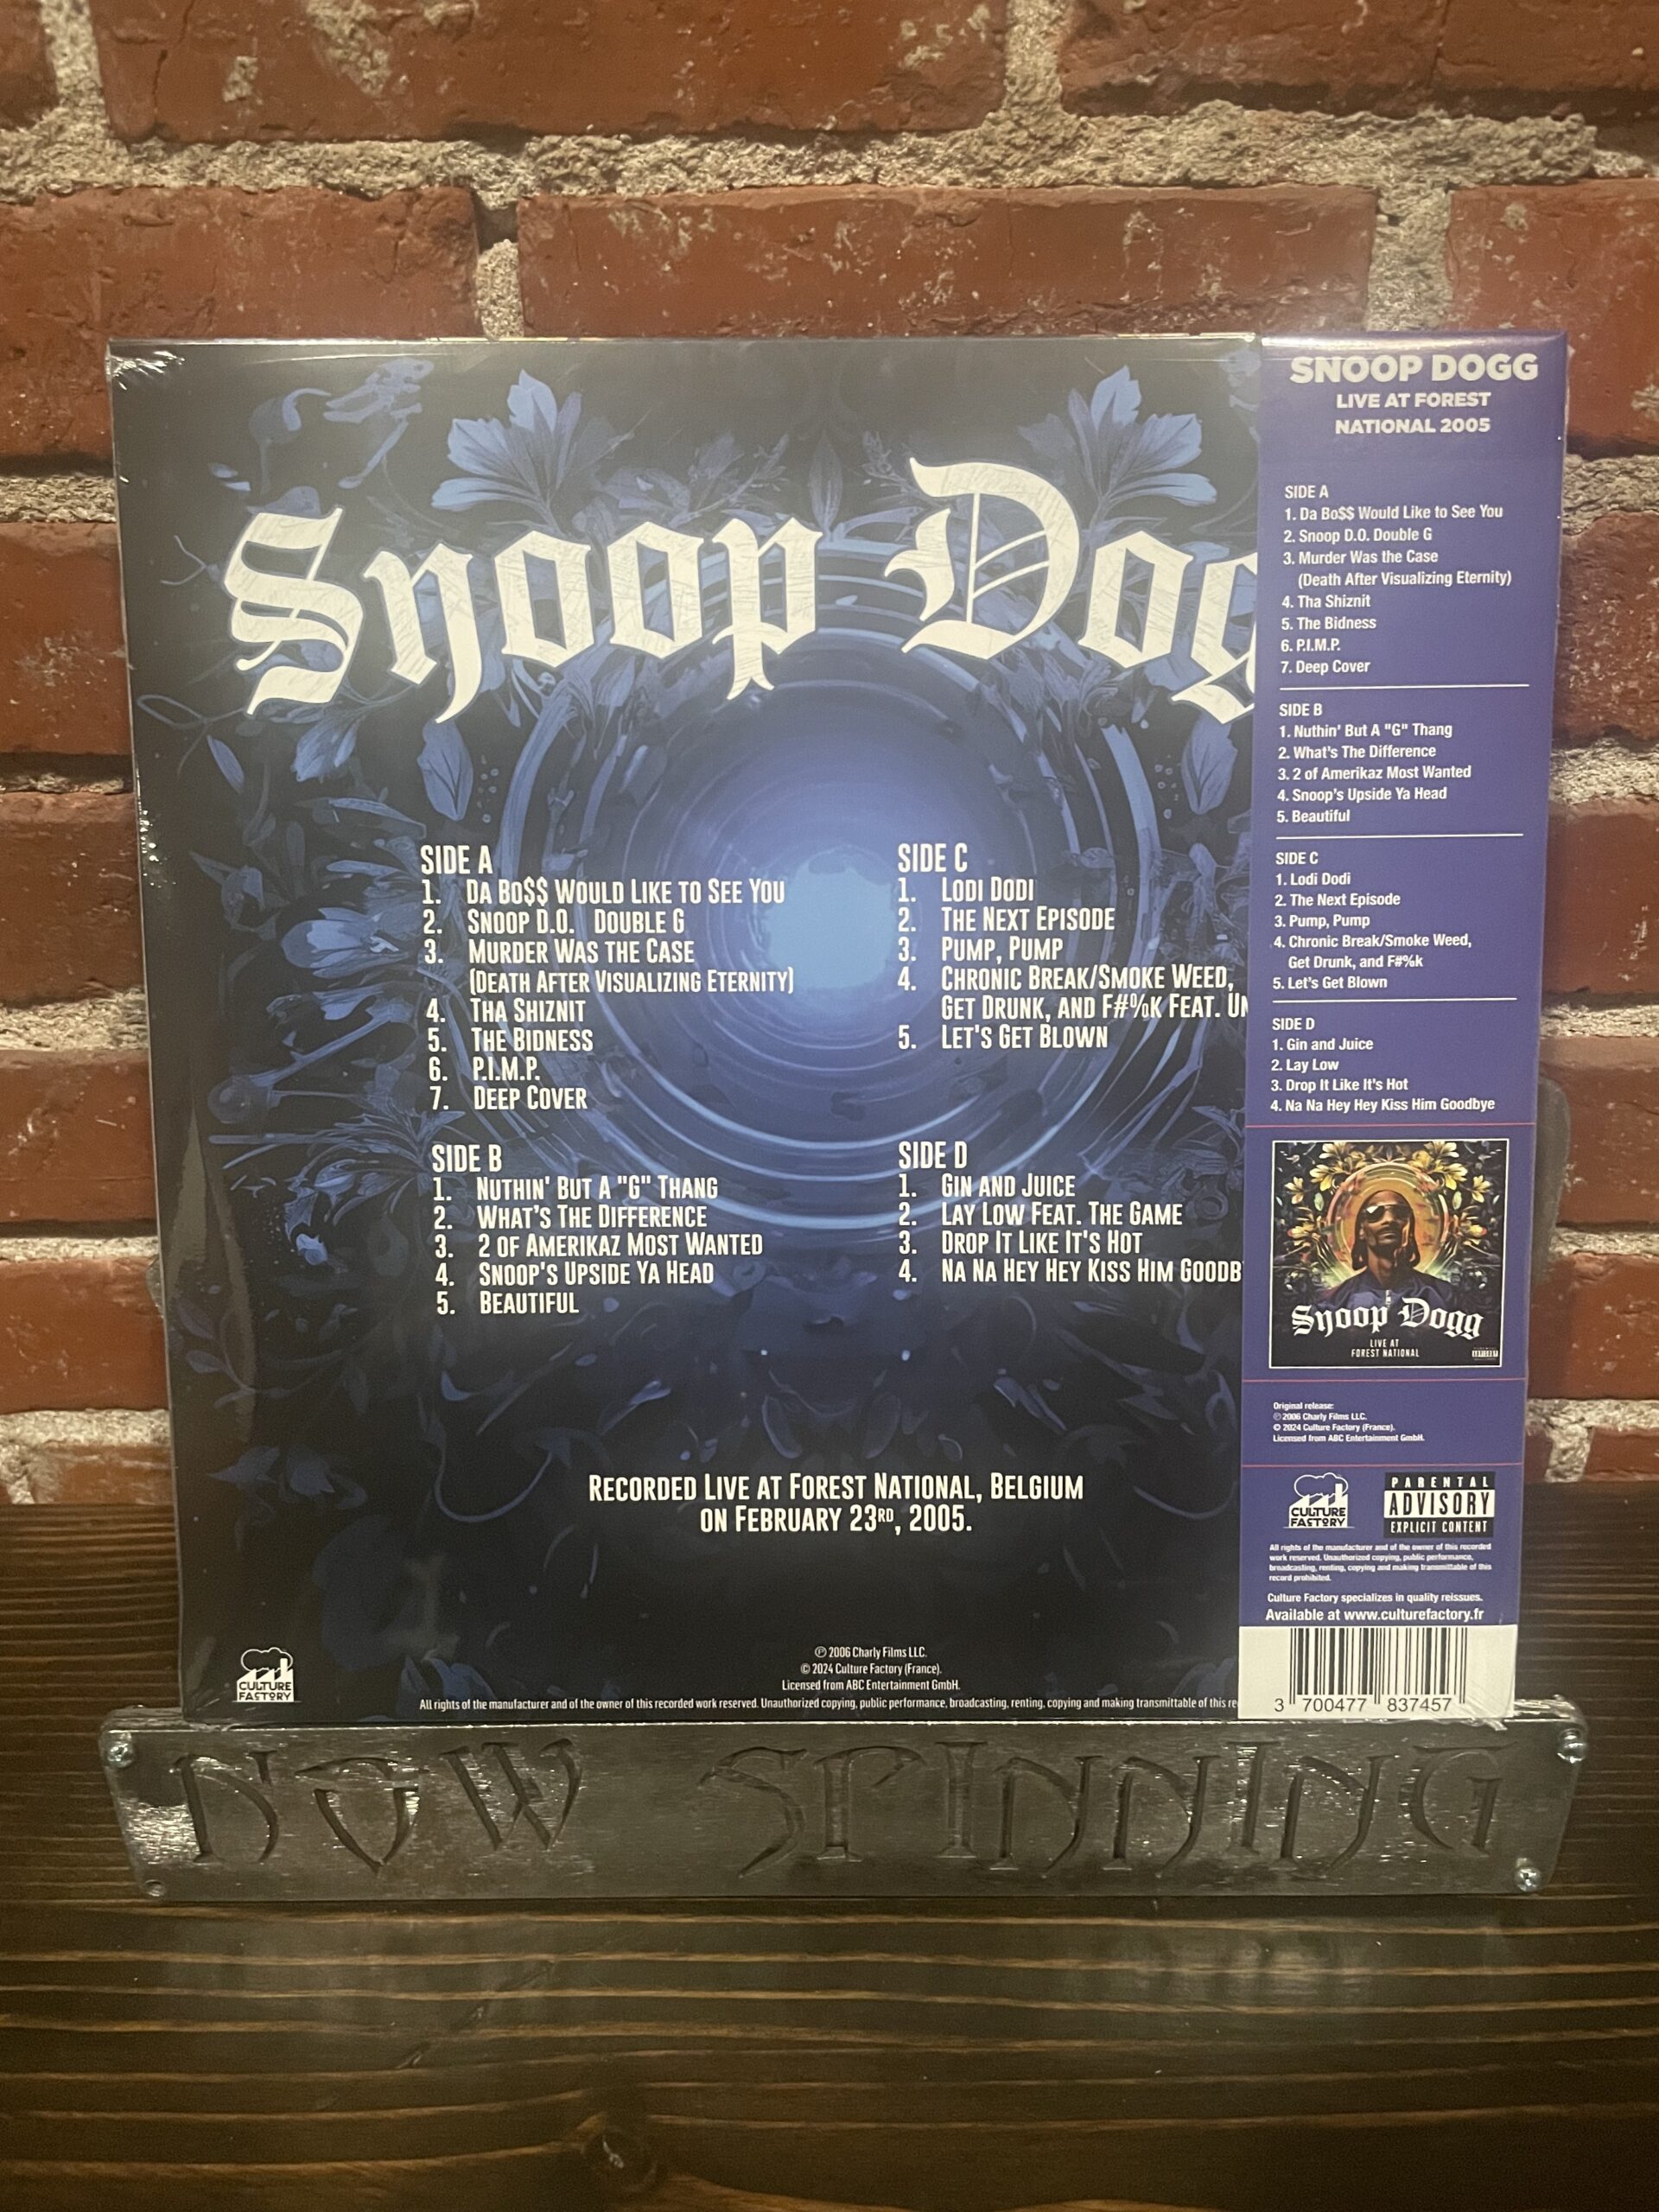 Snoop Dog
SIDE A
1. DA BO$$ WOULD LIKE TO SEE YOU
2. SNOOP D.O. DOUBLE G
3. MURDER WAS THE CASE
(DEATH AFTER VISUALIZING ETERNITY)
4. THA SHIZNIT
5. THE BIDNESS
6. P.I.M.P.
7. DEEP COVER
SIDE B
1. NUTHIN' BUT A "G" THANG
2. WHAT'S THE DIFFERENCE
3. 2 OF AMERIKAZ MOST WANTED
4. SNOOP'S UPSIDE YA HEAD
5. BEAUTIFUL
SIDE C
1. LODI DODI
2. THE NEXT EPISODE
3. PUMP, PUMP
4. CHRONIC BREAK/SMOKE WEED,
GET DRUNK, AND F#%K FEAT.
5. LET'S GET BLOWN
SIDE D
1. GIN AND JUICE
2. LAY LOW FEAT. THE GAME
3. DROP IT LIKE IT'S HOT
4. NA NA HEY HEY KISS HIM GOODB
RECORDED LIVE AT FOREST NATIONAL, BELGIUM
ON FEBRUARY 23RD, 2005.
CULTURE
FACTORY
℗ 2006 Charly Films LLC.
© 2024 Culture Factory (France).
Licensed from ABC Entertainment GmbH.
All rights of the manufacturer and of the owner of this recorded work reserved. Unauthorized copying, public performance, broadcasting, renting, copying and making transmittable of this re
SNOOP DOGG
LIVE AT FOREST
NATIONAL 2005
SIDE A
1. Da Bo$$ Would Like to See You
2. Snoop D.O. Double G
3. Murder Was the Case
(Death After Visualizing Eternity)
4. Tha Shiznit
5. The Bidness
6. P.I.M.P.
7. Deep Cover
SIDE B
1. Nuthin' But A "G" Thang
2. What's The Difference
3. 2 of Amerikaz Most Wanted
4. Snoop's Upside Ya Head
5. Beautiful
SIDE C
1. Lodi Dodi
2. The Next Episode
3. Pump, Pump
4. Chronic Break/Smoke Weed,
Get Drunk, and F#%k
5. Let's Get Blown
SIDE D
1. Gin and Juice
2. Lay Low
3. Drop It Like It's Hot
4. Na Na Hey Hey Kiss Him Goodbye
Snoop Dogg
LIVE AT
FOREST NATIONAL
Original release:
℗ 2006 Charly Films LLC.
© 2024 Culture Factory (France).
Licensed from ABC Entertainment GmbH.
CULTURE
FACTORY
PARENTAL
ADVISORY
EXPLICIT CONTENT
All rights of the manufacturer and of the owner of this recorded
work reserved. Unauthorized copying, public performance,
broadcasting, renting, copying and making transmittable of this
record prohibited.
Culture Factory specializes in quality reissues.
Available at www.culturefactory.fr
3 700477 837457
NOW SPINNING